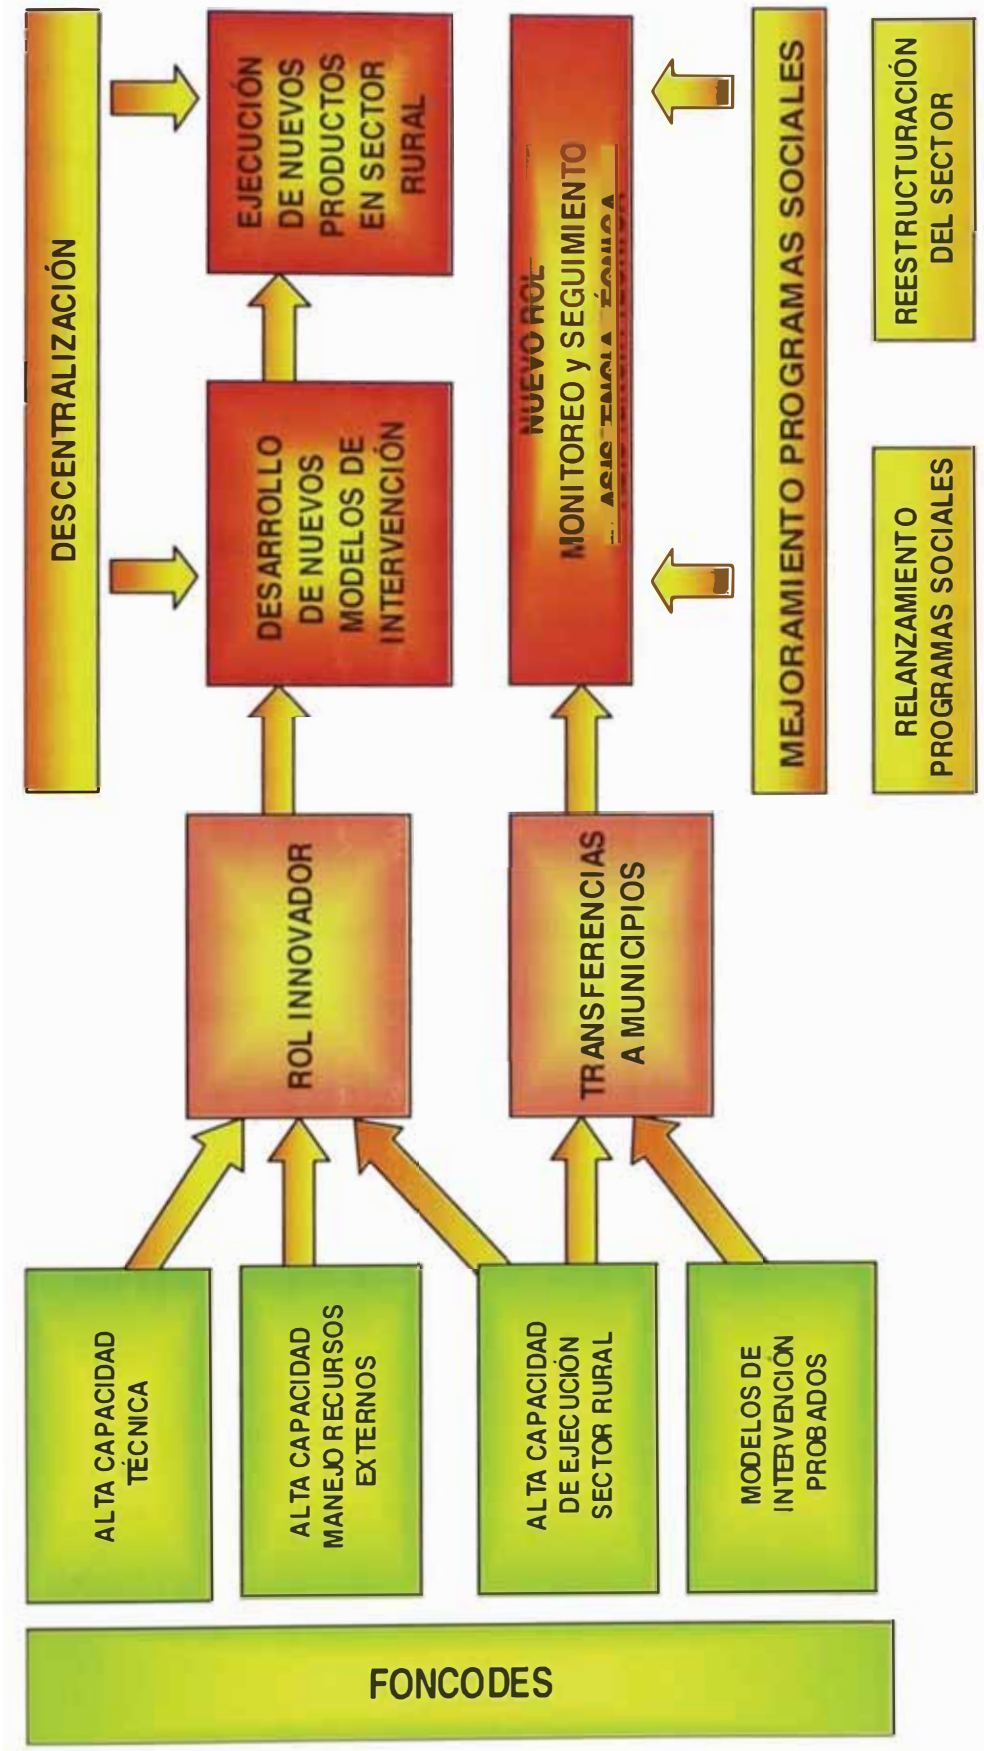 FONCODES
ALTA CAPACIDAD
TÉCNICA
ALTA CAPACIDAD
MANEJO RECURSOS
EXTERNOS
ALTA CAPACIDAD
DE EJECUCIÓN
SECTOR RURAL
MODELOS DE
INTERVENCIÓN
PROBADOS
ROL INNOVADOR
TRANSFERENCIAS
A MUNICIPIOS
DESCENTRALIZACIÓN
DESARROLLO
DE NUEVOS
MODELOS DE
INTERVENCIÓN
EJECUCIÓN
DE NUEVOS
PRODUCTOS
EN SECTOR
RURAL
NUEVO ROL
MONITOREO y SEGUIMIENTO
ASISTENCIA TÉCNICA
MEJORAMIENTO PROGRAMAS SOCIALES
RELANZAMIENTO
PROGRAMAS SOCIALES
REESTRUCTURACIÓN
DEL SECTOR